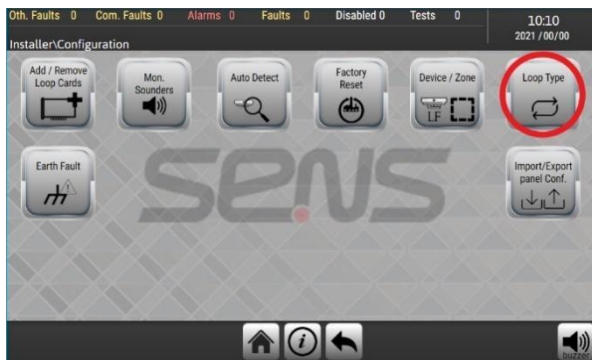 Oth. Faults 0 Com. Faults 0 Alarms 0 Faults 0 Disabled 0 Tests 0
10:10
2021 /00/00
Installer\Configuration
Add / Remove
Loop Cards
Mon.
Sounders
Auto Detect
Factory
Reset
Device / Zone
LF
Loop Type
Earth Fault
Import/Export
panel Conf.
SENS
buzzer